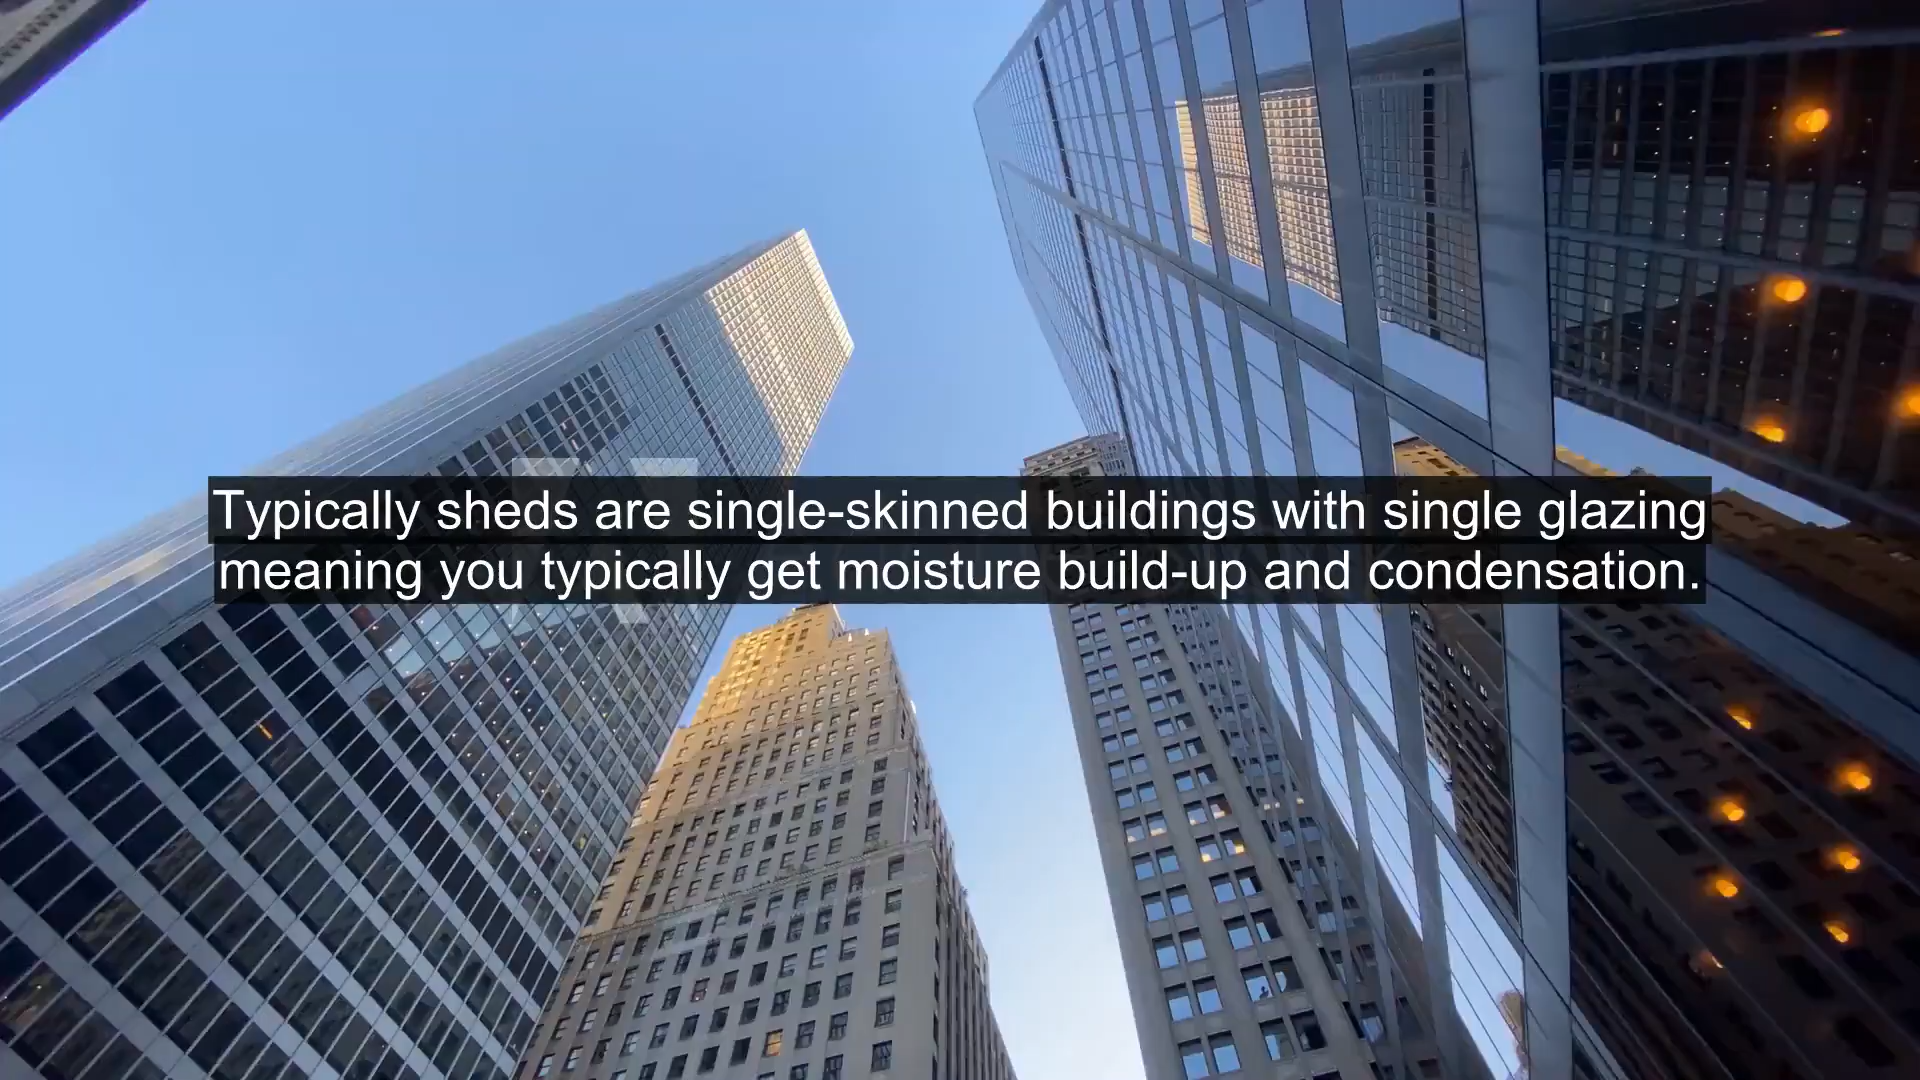 Typically sheds are single-skinned buildings with single glazing
meaning you typically get moisture build-up and condensation.